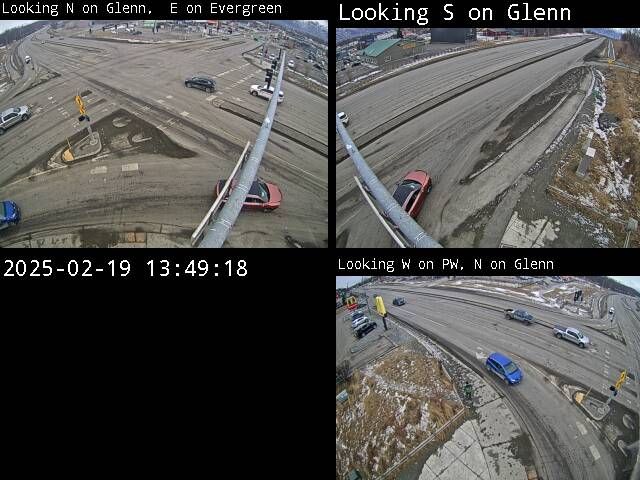 Looking N on Glenn, E on Evergreen
Looking S on Glenn
2025-02-19 13:49:18
Looking W on PW, N on Glenn